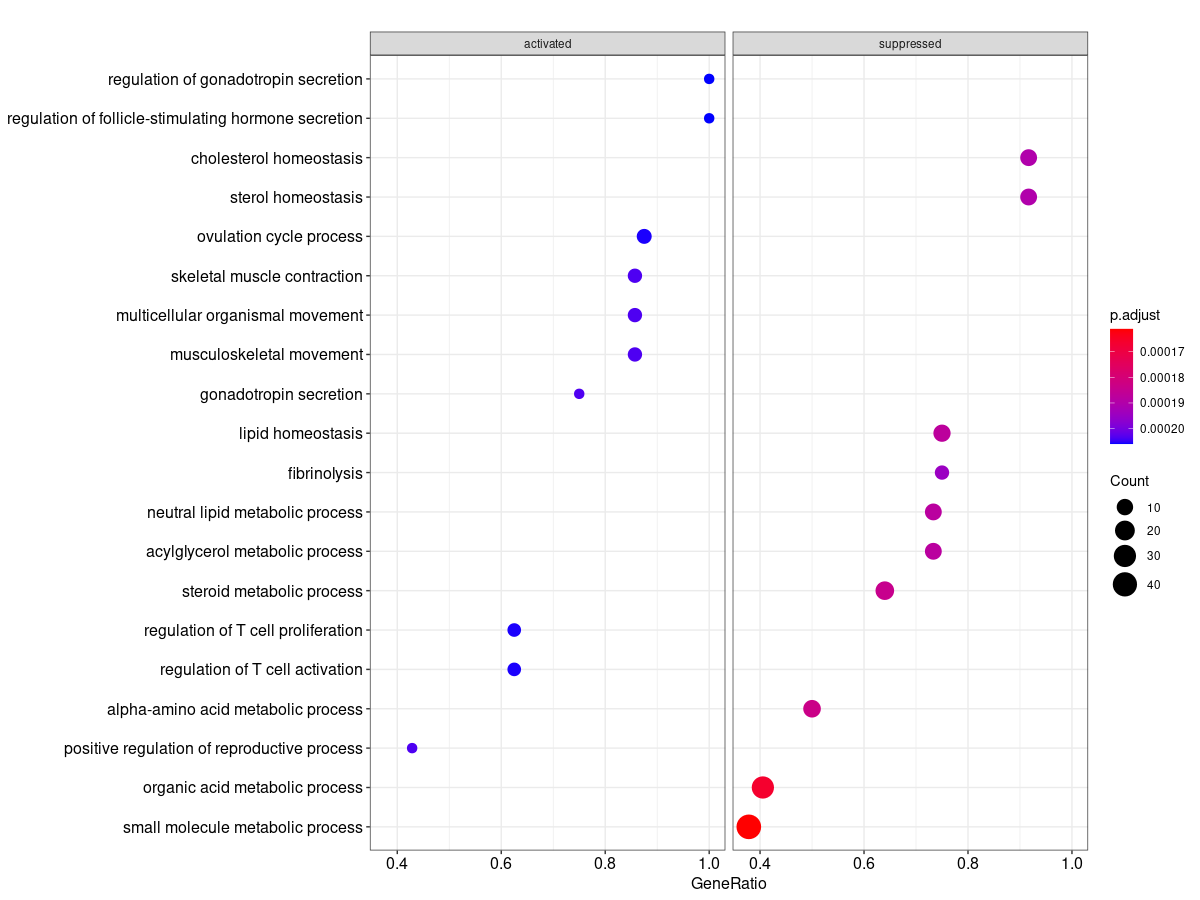 activated
suppressed
regulation of gonadotropin secretion
regulation of follicle-stimulating hormone secretion
cholesterol homeostasis
sterol homeostasis
ovulation cycle process
skeletal muscle contraction
multicellular organismal movement
musculoskeletal movement
gonadotropin secretion
lipid homeostasis
fibrinolysis
neutral lipid metabolic process
acylglycerol metabolic process
steroid metabolic process
regulation of T cell proliferation
regulation of T cell activation
alpha-amino acid metabolic process
positive regulation of reproductive process
organic acid metabolic process
small molecule metabolic process
0.4 0.6 0.8 1.0
0.4 0.6 0.8 1.0
GeneRatio
p.adjust
0.00017
0.00018
0.00019
0.00020
Count
10
20
30
40